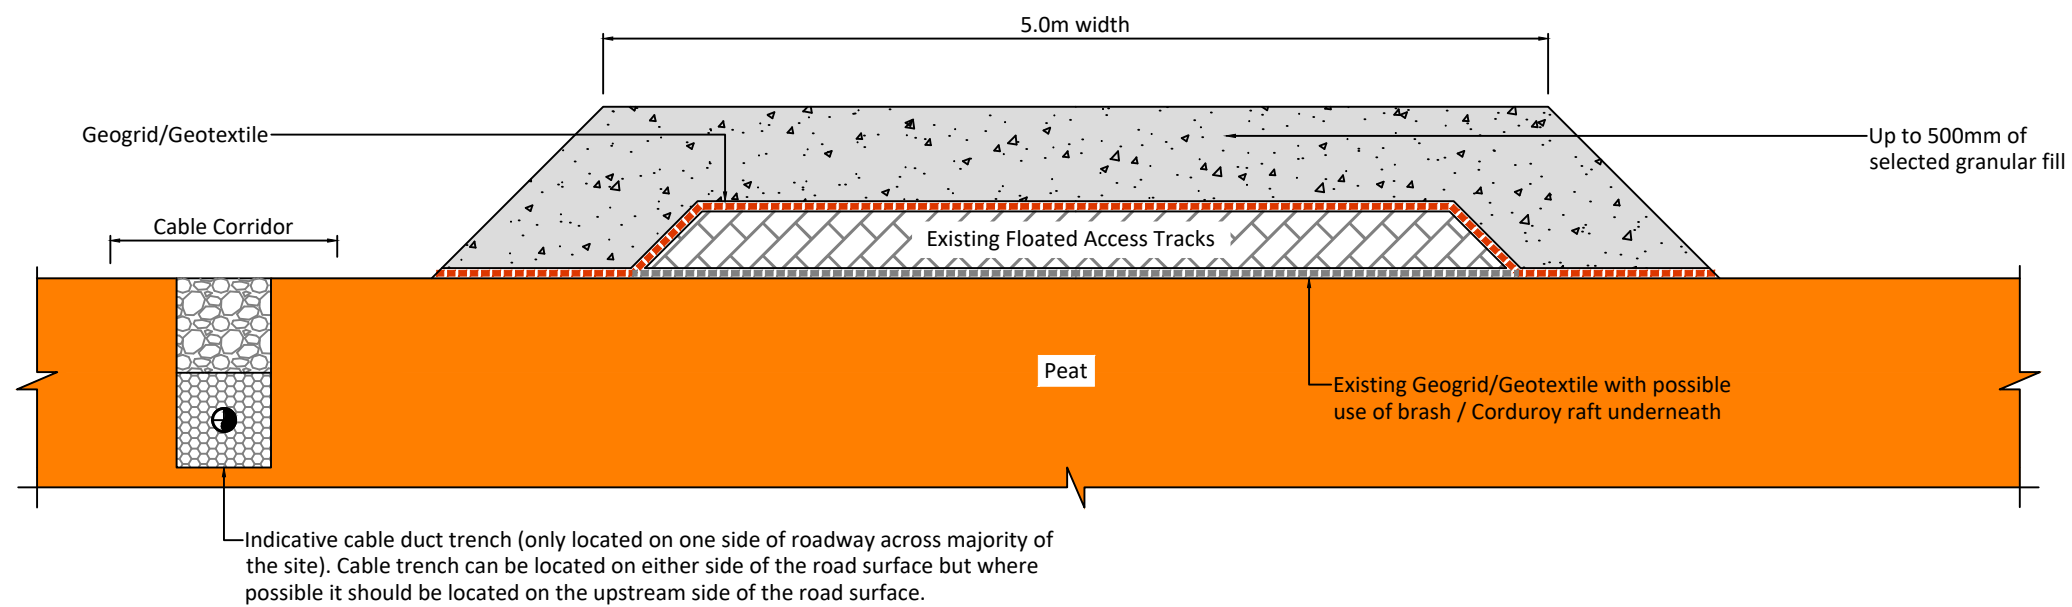 5.0m width
Geogrid/Geotextile
Up to 500mm of
selected granular fill
Cable Corridor
Existing Floated Access Tracks
Peat
Existing Geogrid/Geotextile with possible
use of brash / Corduroy raft underneath
Indicative cable duct trench (only located on one side of roadway across majority of
the site). Cable trench can be located on either side of the road surface but where
possible it should be located on the upstream side of the road surface.